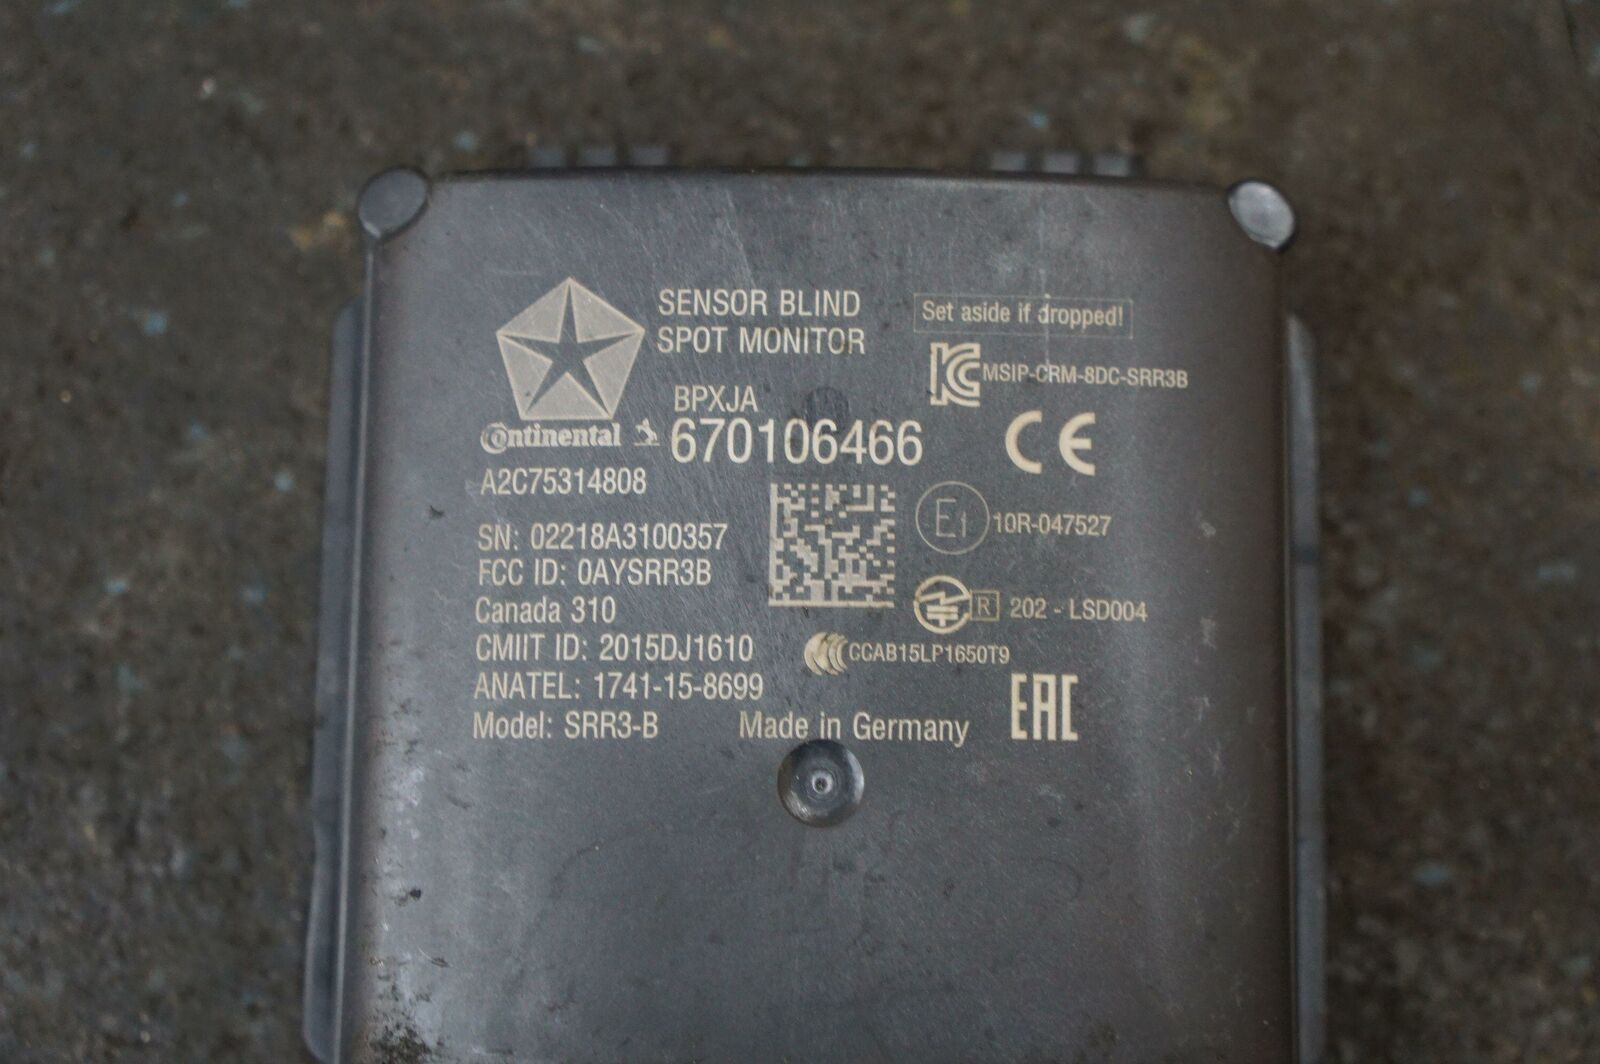 SENSOR BLIND
SPOT MONITOR
Set aside if dropped!
MSIP-CRM-8DC-SRR3B
BPXJA
Continental
670106466
CE
A2C75314808
E1
10R-047527
SN: 02218A3100357
FCC ID: 0AYSRR3B
Canada 310
R 202 - LSD004
CMIIT ID: 2015DJ1610
CCAB15LP1650T9
ANATEL: 1741-15-8699
EAC
Model: SRR3-B
Made in Germany